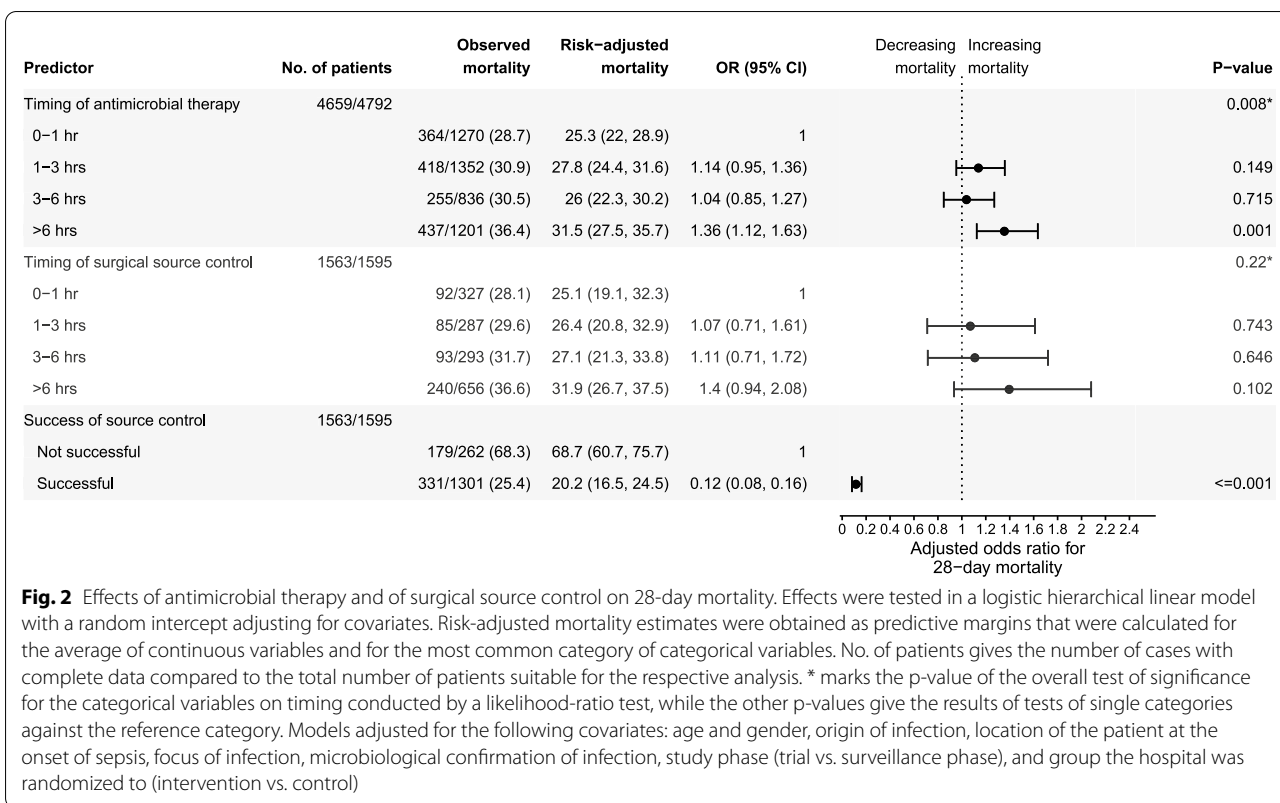 Predictor No. of patients Observed mortality Risk−adjusted mortality OR (95% CI) Decreasing mortality Increasing mortality P−value
Timing of antimicrobial therapy 4659/4792 0.008*
0−1 hr 364/1270 (28.7) 25.3 (22, 28.9) 1
1−3 hrs 418/1352 (30.9) 27.8 (24.4, 31.6) 1.14 (0.95, 1.36) 0.149
3−6 hrs 255/836 (30.5) 26 (22.3, 30.2) 1.04 (0.85, 1.27) 0.715
>6 hrs 437/1201 (36.4) 31.5 (27.5, 35.7) 1.36 (1.12, 1.63) 0.001
Timing of surgical source control 1563/1595 0.22*
0−1 hr 92/327 (28.1) 25.1 (19.1, 32.3) 1
1−3 hrs 85/287 (29.6) 26.4 (20.8, 32.9) 1.07 (0.71, 1.61) 0.743
3−6 hrs 93/293 (31.7) 27.1 (21.3, 33.8) 1.11 (0.71, 1.72) 0.646
>6 hrs 240/656 (36.6) 31.9 (26.7, 37.5) 1.4 (0.94, 2.08) 0.102
Success of source control 1563/1595
Not successful 179/262 (68.3) 68.7 (60.7, 75.7) 1
Successful 331/1301 (25.4) 20.2 (16.5, 24.5) 0.12 (0.08, 0.16) <=0.001
0 0.2 0.4 0.6 0.8 1 1.2 1.4 1.6 1.8 2 2.2 2.4
Adjusted odds ratio for
28−day mortality
Fig. 2 Effects of antimicrobial therapy and of surgical source control on 28-day mortality. Effects were tested in a logistic hierarchical linear model
with a random intercept adjusting for covariates. Risk-adjusted mortality estimates were obtained as predictive margins that were calculated for
the average of continuous variables and for the most common category of categorical variables. No. of patients gives the number of cases with
complete data compared to the total number of patients suitable for the respective analysis. * marks the p-value of the overall test of significance
for the categorical variables on timing conducted by a likelihood-ratio test, while the other p-values give the results of tests of single categories
against the reference category. Models adjusted for the following covariates: age and gender, origin of infection, location of the patient at the
onset of sepsis, focus of infection, microbiological confirmation of infection, study phase (trial vs. surveillance phase), and group the hospital was
randomized to (intervention vs. control)